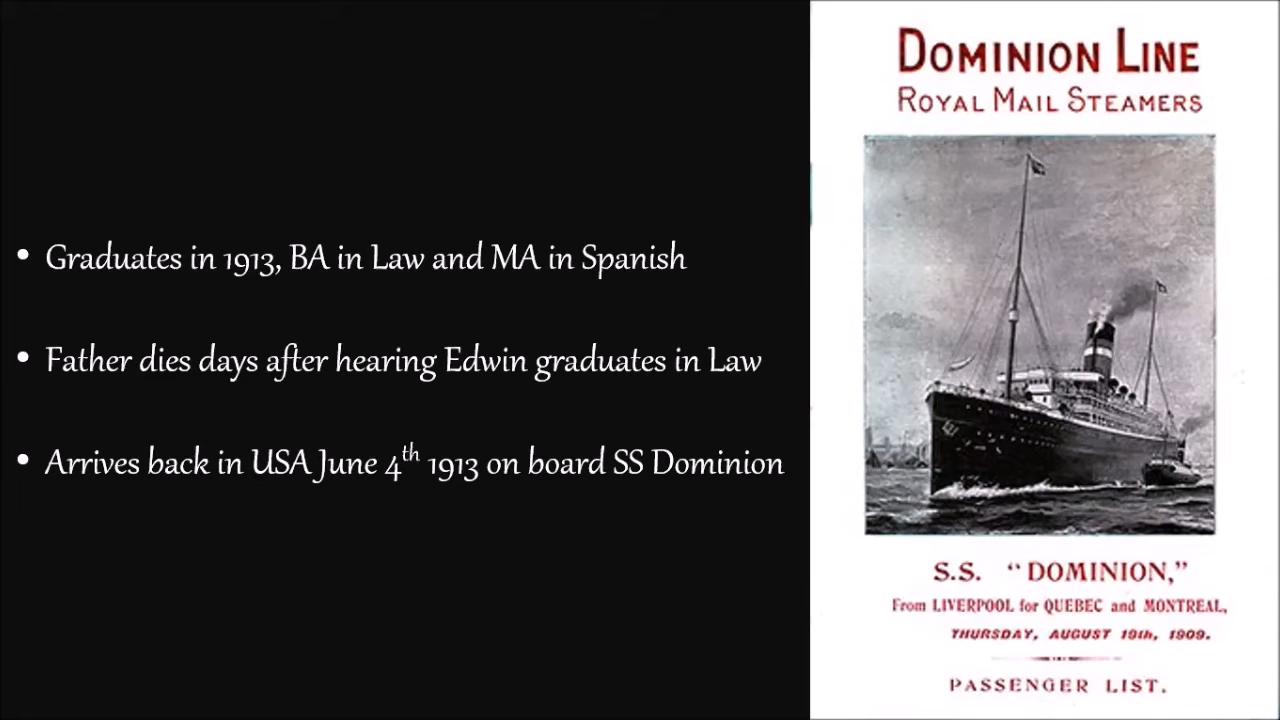 • Graduates in 1913, BA in Law and MA in Spanish
• Father dies days after hearing Edwin graduates in Law
• Arrives back in USA June 4th 1913 on board SS Dominion
DOMINION LINE
ROYAL MAIL STEAMERS
S.S. “DOMINION,”
From LIVERPOOL for QUEBEC and MONTREAL,
THURSDAY, AUGUST 19th, 1909.
PASSENGER LIST.